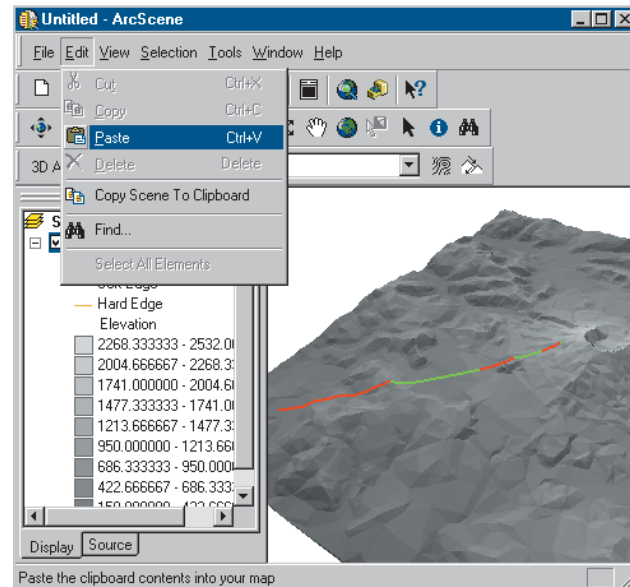 Untitled - ArcScene
File Edit View Selection Tools Window Help
Cut Ctrl+X
Copy Ctrl+C
Paste Ctrl+V
3D A
Delete Delete
Copy Scene To Clipboard
Find...
Select All Elements
Hard Edge
Elevation
2268.333333 - 2532.0
2004.666667 - 2268.3
1741.000000 - 2004.6
1477.333333 - 1741.0
1213.666667 - 1477.3
950.000000 - 1213.66
686.333333 - 950.000
422.666667 - 686.333
Display Source
Paste the clipboard contents into your map